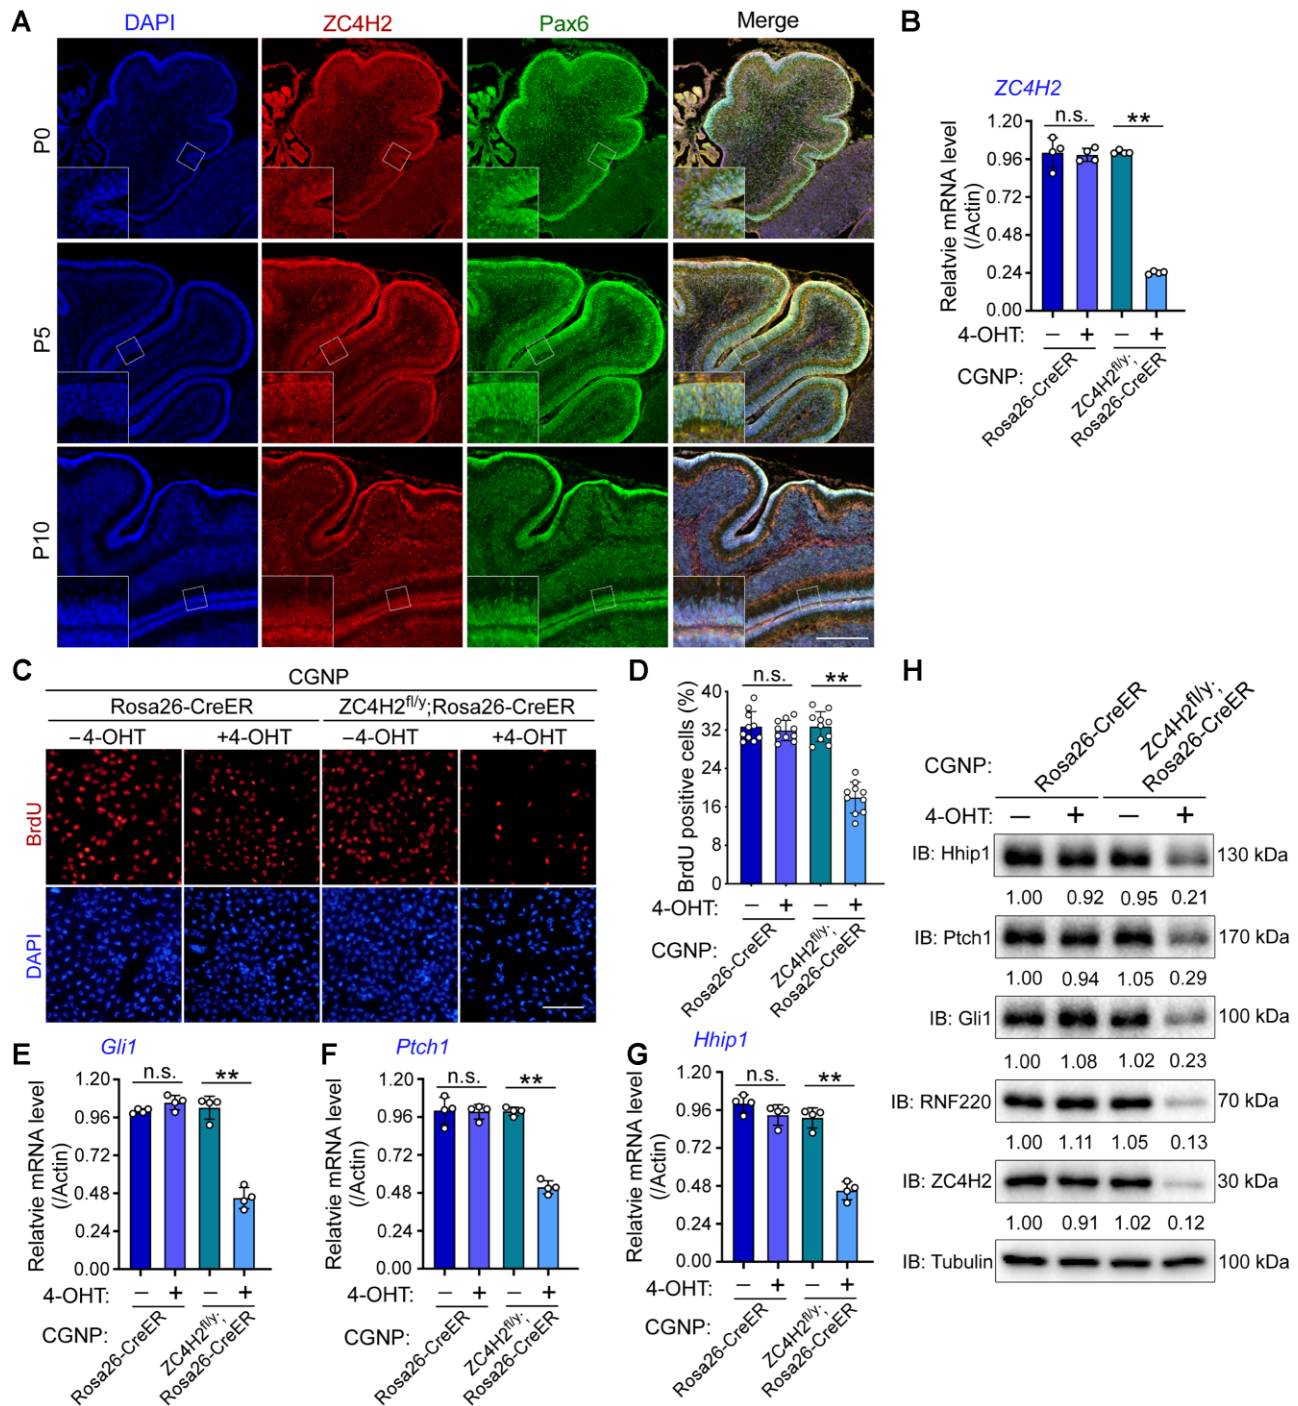 A
DAPI
ZC4H2
Pax6
Merge
P0
P5
P10
B
ZC4H2
Relatvie mRNA level
(/Actin)
1.20
0.96
0.72
0.48
0.24
0.00
n.s.
**
4-OHT:
− + − +
CGNP:
Rosa26-CreER
ZC4H2fl/y;
Rosa26-CreER
C
CGNP
Rosa26-CreER
ZC4H2fl/y;Rosa26-CreER
−4-OHT
+4-OHT
−4-OHT
+4-OHT
BrdU
DAPI
D
BrdU positive cells (%)
40
32
24
16
8
0
n.s.
**
4-OHT:
− + − +
CGNP:
Rosa26-CreER
ZC4H2fl/y;
Rosa26-CreER
E
Gli1
Relatvie mRNA level
(/Actin)
1.20
0.96
0.72
0.48
0.24
0.00
n.s.
**
4-OHT:
− + − +
CGNP:
Rosa26-CreER
ZC4H2fl/y;
Rosa26-CreER
F
Ptch1
Relatvie mRNA level
(/Actin)
1.20
0.96
0.72
0.48
0.24
0.00
n.s.
**
4-OHT:
− + − +
CGNP:
Rosa26-CreER
ZC4H2fl/y;
Rosa26-CreER
G
Hhip1
Relatvie mRNA level
(/Actin)
1.20
0.96
0.72
0.48
0.24
0.00
n.s.
**
4-OHT:
− + − +
CGNP:
Rosa26-CreER
ZC4H2fl/y;
Rosa26-CreER
H
CGNP:
Rosa26-CreER
ZC4H2fl/y;
Rosa26-CreER
4-OHT: − + − +
IB: Hhip1 130 kDa
1.00 0.92 0.95 0.21
IB: Ptch1 170 kDa
1.00 0.94 1.05 0.29
IB: Gli1 100 kDa
1.00 1.08 1.02 0.23
IB: RNF220 70 kDa
1.00 1.11 1.05 0.13
IB: ZC4H2 30 kDa
1.00 0.91 1.02 0.12
IB: Tubulin 100 kDa